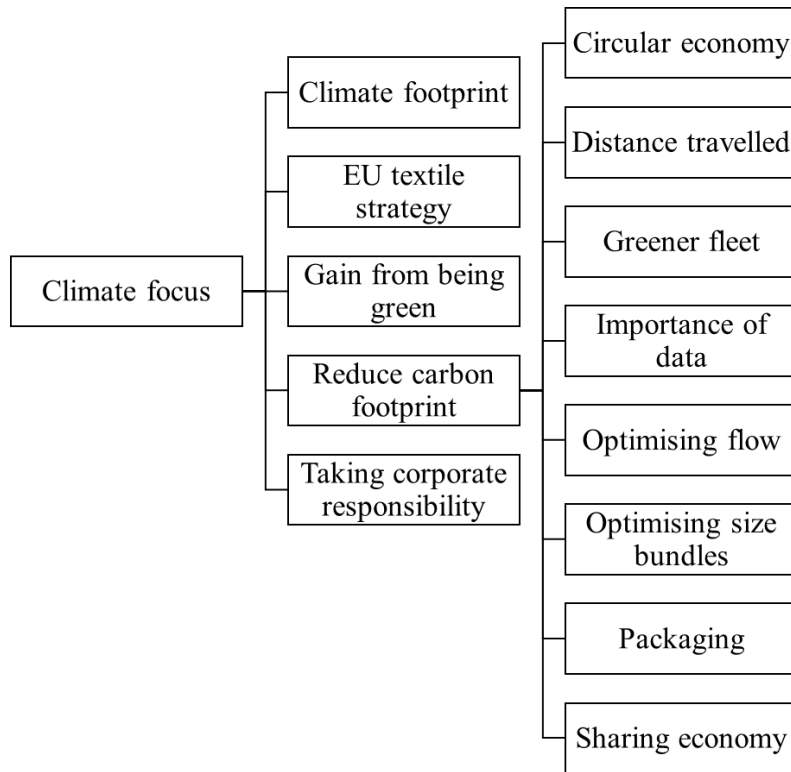 Climate focus
Climate footprint
EU textile
strategy
Gain from being
green
Reduce carbon
footprint
Taking corporate
responsibility
Circular economy
Distance travelled
Greener fleet
Importance of
data
Optimising flow
Optimising size
bundles
Packaging
Sharing economy